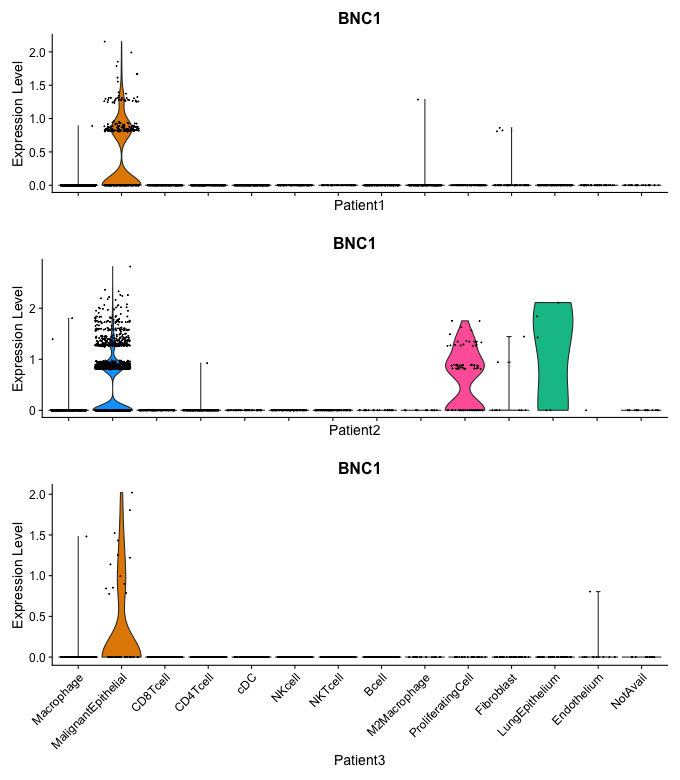 BNC1
Expression Level
2.0
1.5
1.0
0.5
0.0
Patient1
BNC1
Expression Level
2
1
0
Patient2
BNC1
Expression Level
2.0
1.5
1.0
0.5
0.0
Macrophage
MalignantEpithelial
CD8Tcell
CD4Tcell
cDC
NKcell
NKTcell
Bcell
M2Macrophage
ProliferatingCell
Fibroblast
LungEpithelium
Endothelium
NotAvail
Patient3